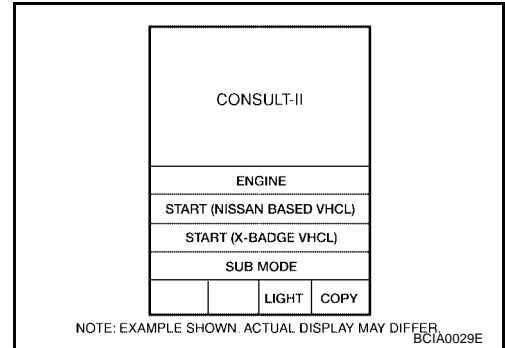 CONSULT-II
ENGINE
START (NISSAN BASED VHCL)
START (X-BADGE VHCL)
SUB MODE
LIGHT COPY
NOTE: EXAMPLE SHOWN. ACTUAL DISPLAY MAY DIFFER.
BCIA0029E